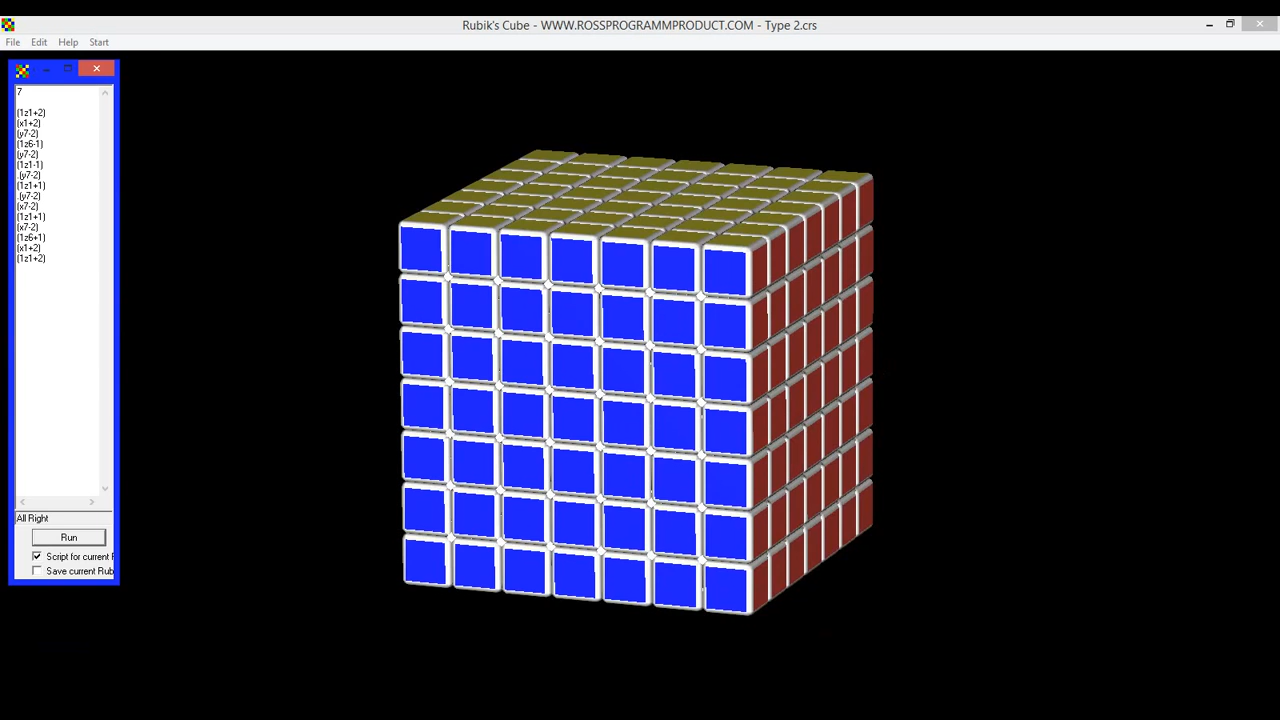 Rubik's Cube - WWW.ROSSPROGRAMMPRODUCT.COM - Type 2.crs
File Edit Help Start
7
(1z1+2)
(x1+2)
(y7-2)
(1z6-1)
(y7-2)
(1z1-1)
.(y7-2)
(1z1+1)
.(y7-2)
(x7-2)
(1z1+1)
(x7-2)
(1z6+1)
(x1+2)
(1z1+2)
All Right
Run
Script for current F
Save current Rub